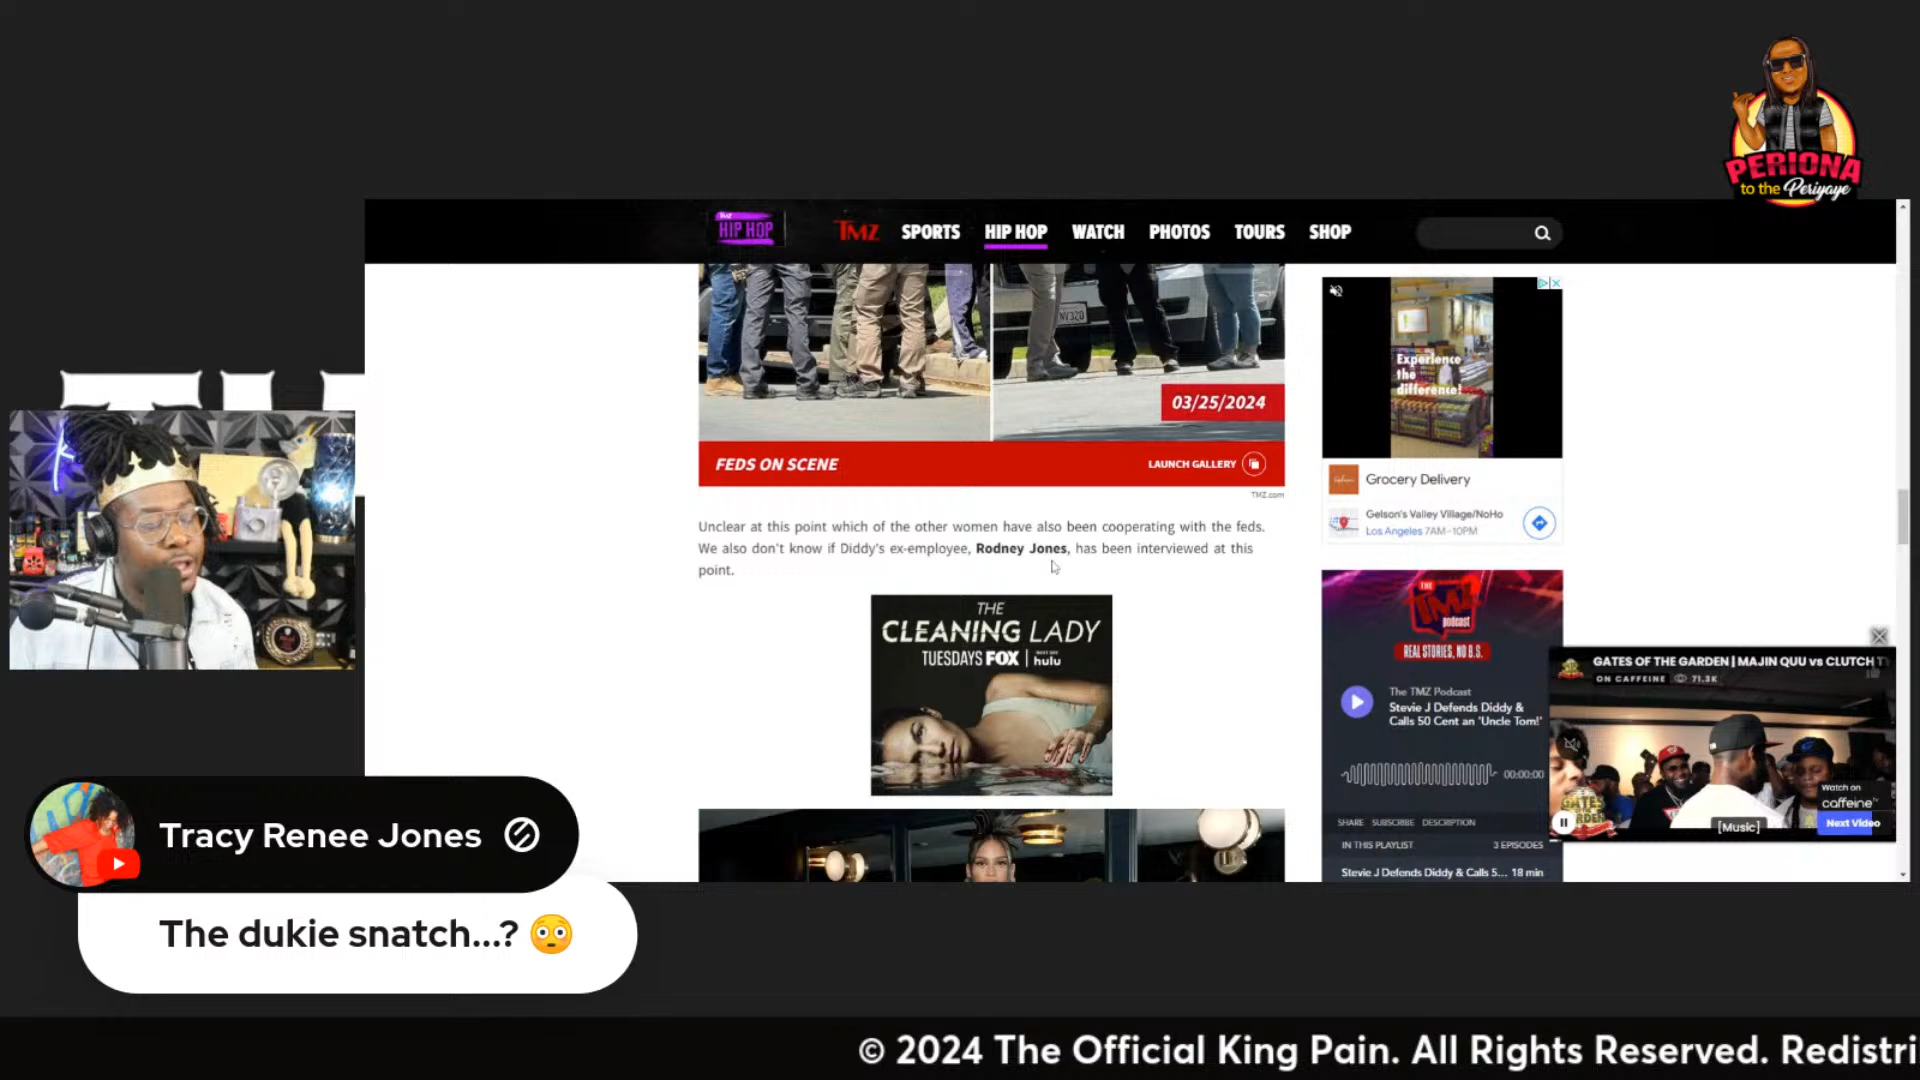 PERIONA
to the Periyaye
TMZ
HIP HOP
TMZ
SPORTS
HIP HOP
WATCH
PHOTOS
TOURS
SHOP
03/25/2024
FEDS ON SCENE
LAUNCH GALLERY
TMZ.com
Unclear at this point which of the other women have also been cooperating with the feds.
We also don't know if Diddy's ex-employee, Rodney Jones, has been interviewed at this
point.
THE
CLEANING LADY
TUESDAYS FOX | hulu
Experience
the
difference!
Grocery Delivery
Gelson's Valley Village/NoHo
Los Angeles 7AM–10PM
THE
TMZ
podcast
REAL STORIES, NO B.S.
The TMZ Podcast
Stevie J Defends Diddy &
Calls 50 Cent an 'Uncle Tom!'
00:00:00
SHARE SUBSCRIBE DESCRIPTION
IN THIS PLAYLIST 3 EPISODES
Stevie J Defends Diddy & Calls 5... 18 min
GATES OF THE GARDEN | MAJIN QUU vs CLUTCH
ON CAFFEINE 71.3K
Watch on
caffeine
Next Video
[Music]
Tracy Renee Jones
The dukie snatch...? 😳
© 2024 The Official King Pain. All Rights Reserved. Redistri